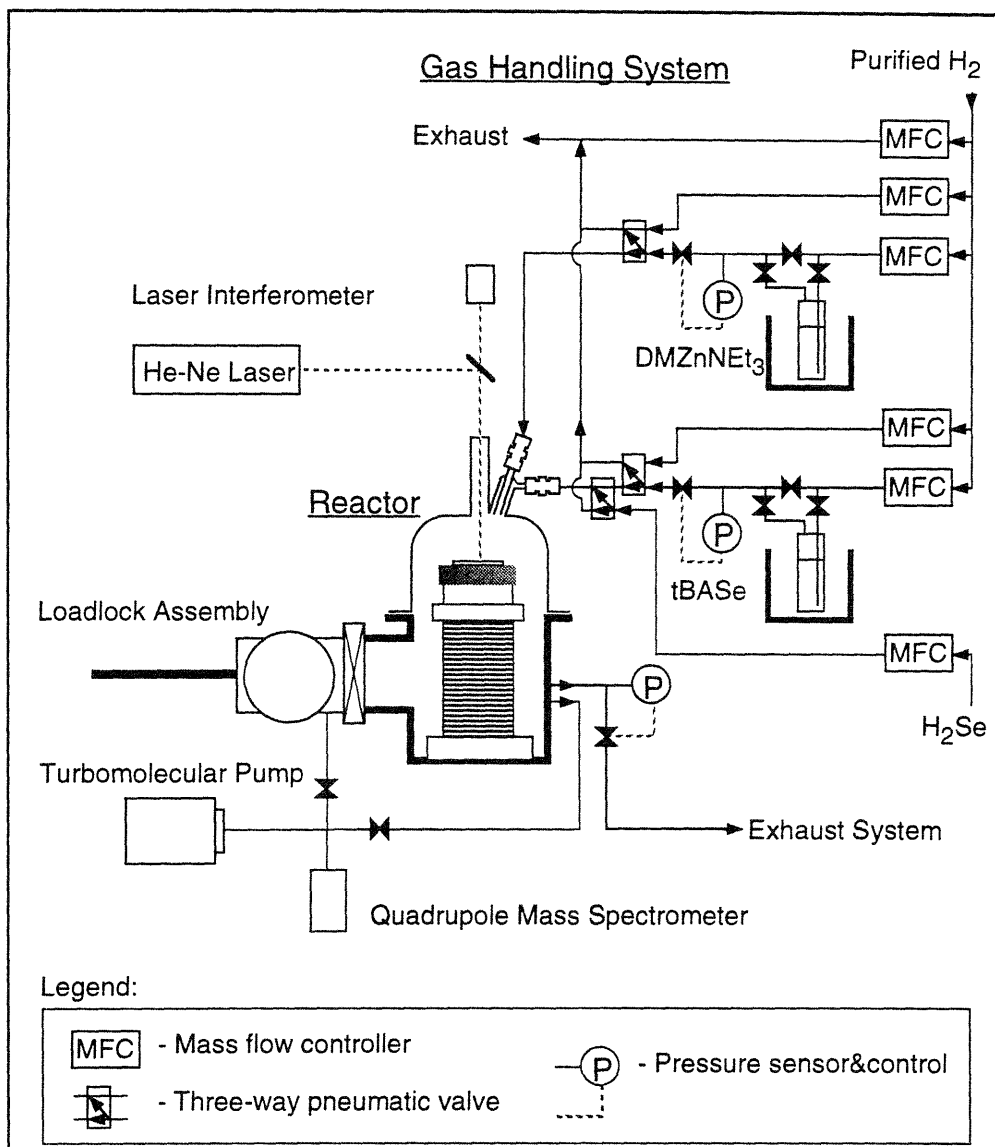 Gas Handling System
Purified H2
Exhaust
MFC
MFC
MFC
Laser Interferometer
P
DMZnNEt3
He-Ne Laser
MFC
MFC
Reactor
P
tBASe
Loadlock Assembly
MFC
P
H2Se
Turbomolecular Pump
Exhaust System
Quadrupole Mass Spectrometer
Legend:
MFC - Mass flow controller
P - Pressure sensor&control
- Three-way pneumatic valve